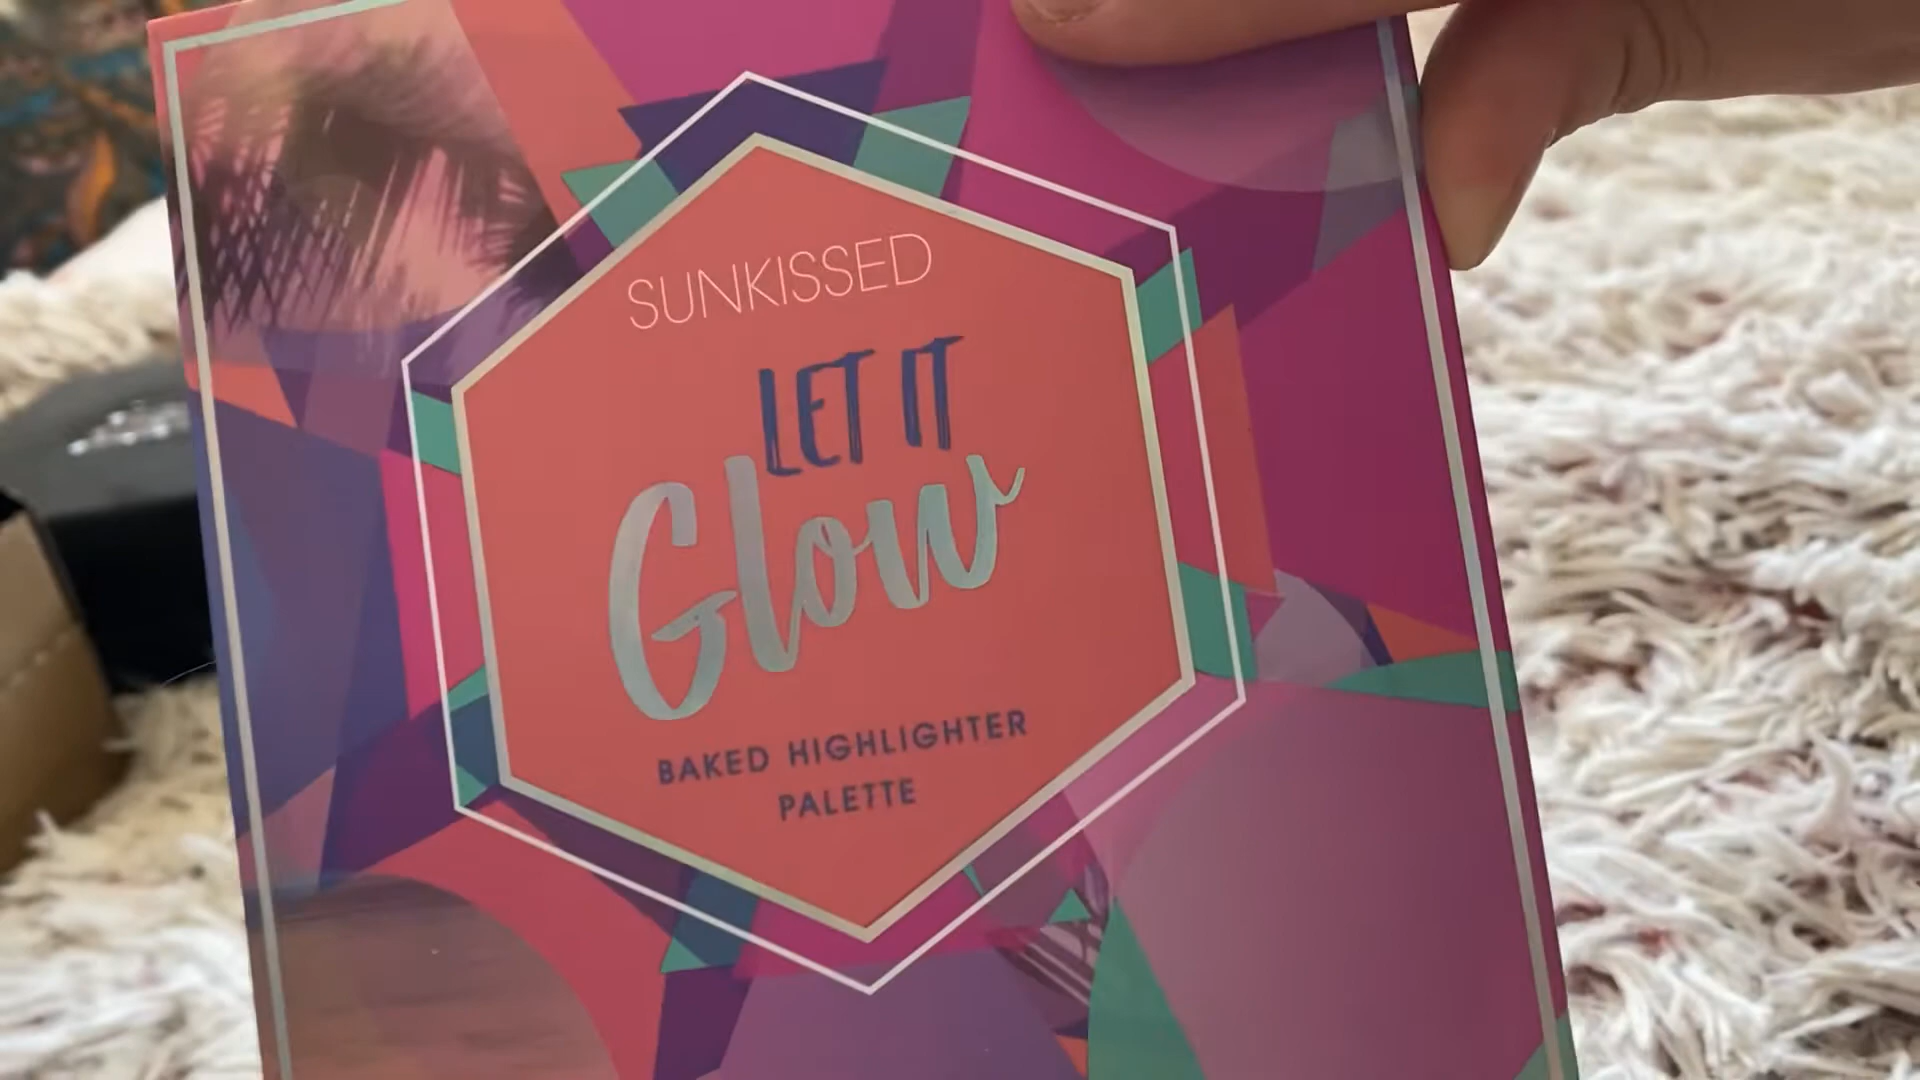 SUNKISSED
LET IT
Glow
BAKED HIGHLIGHTER
PALETTE